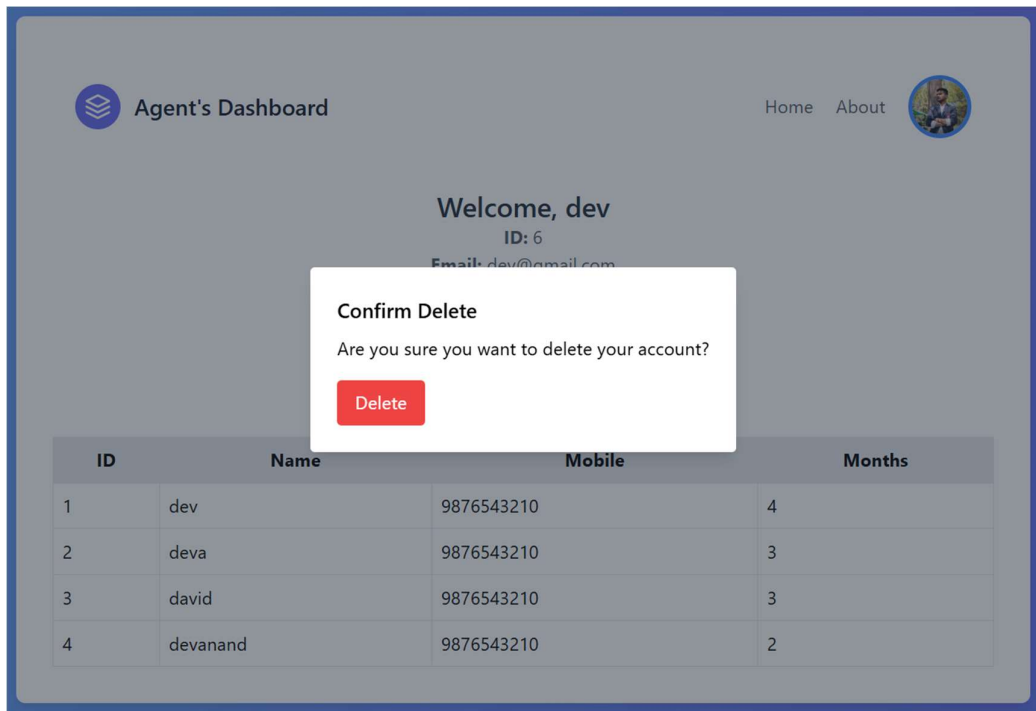 Agent's Dashboard
Home About
Welcome, dev
ID: 6
Email: dev@gmail.com
Confirm Delete
Are you sure you want to delete your account?
Delete
ID Name Mobile Months
1 dev 9876543210 4
2 deva 9876543210 3
3 david 9876543210 3
4 devanand 9876543210 2